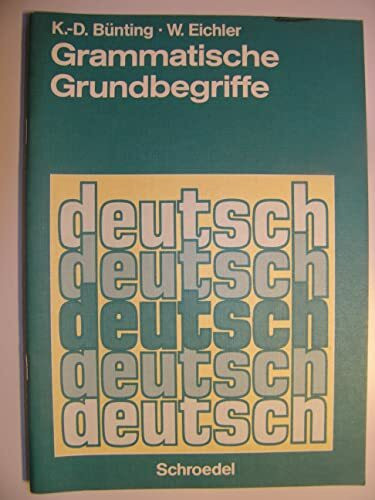 K.-D. Bünting · W. Eichler
Grammatische
Grundbegriffe
deutsch
deutsch
deutsch
deutsch
deutsch
Schroedel